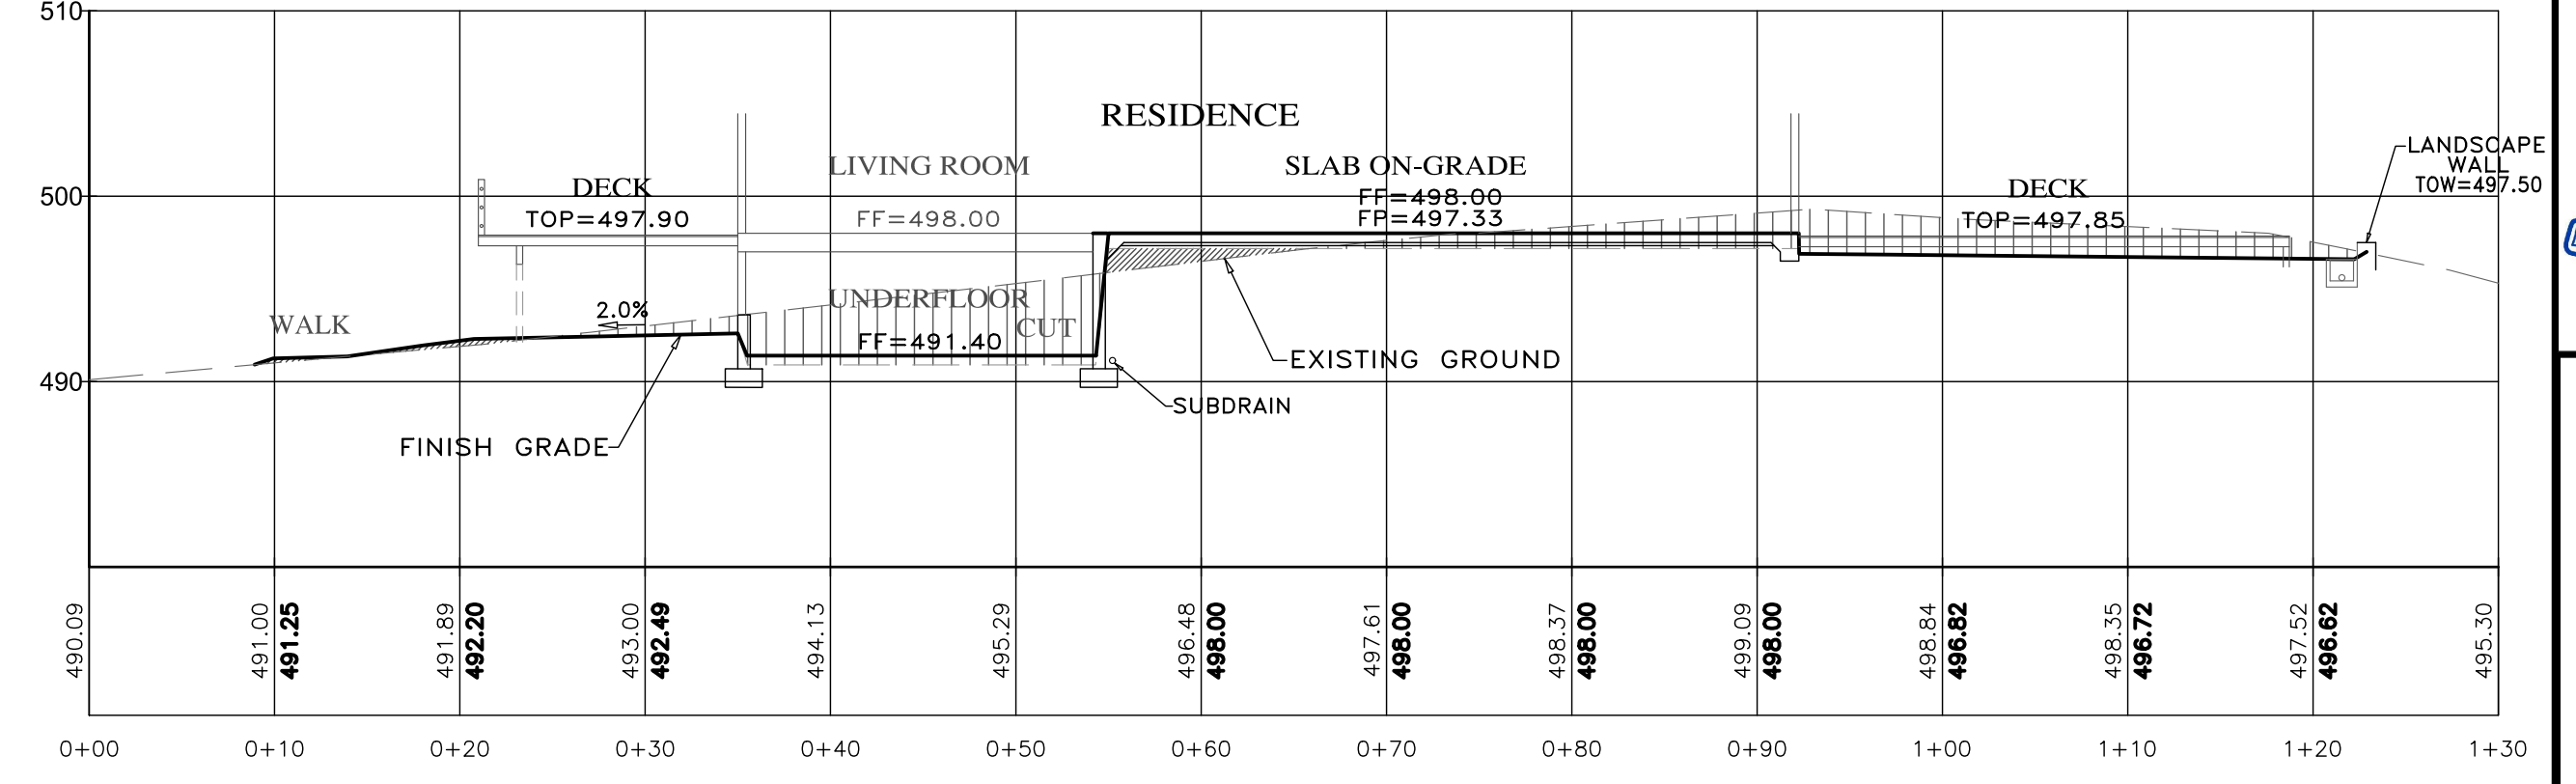 510
RESIDENCE
LANDSCAPE
WALL
TOW=497.50
LIVING ROOM
SLAB ON-GRADE
500
DECK
FF=498.00
DECK
TOP=497.90
FF=498.00
FP=497.33
TOP=497.85
UNDERFLOOR
2.0%
WALK
CUT
FF=491.40
EXISTING GROUND
490
SUBDRAIN
FINISH GRADE
490.09
491.00
491.25
491.89
492.20
493.00
492.49
494.13
495.29
496.48
498.00
497.61
498.00
498.37
498.00
499.09
498.00
498.84
496.82
498.35
496.72
497.52
496.62
495.30
0+00 0+10 0+20 0+30 0+40 0+50 0+60 0+70 0+80 0+90 1+00 1+10 1+20 1+30